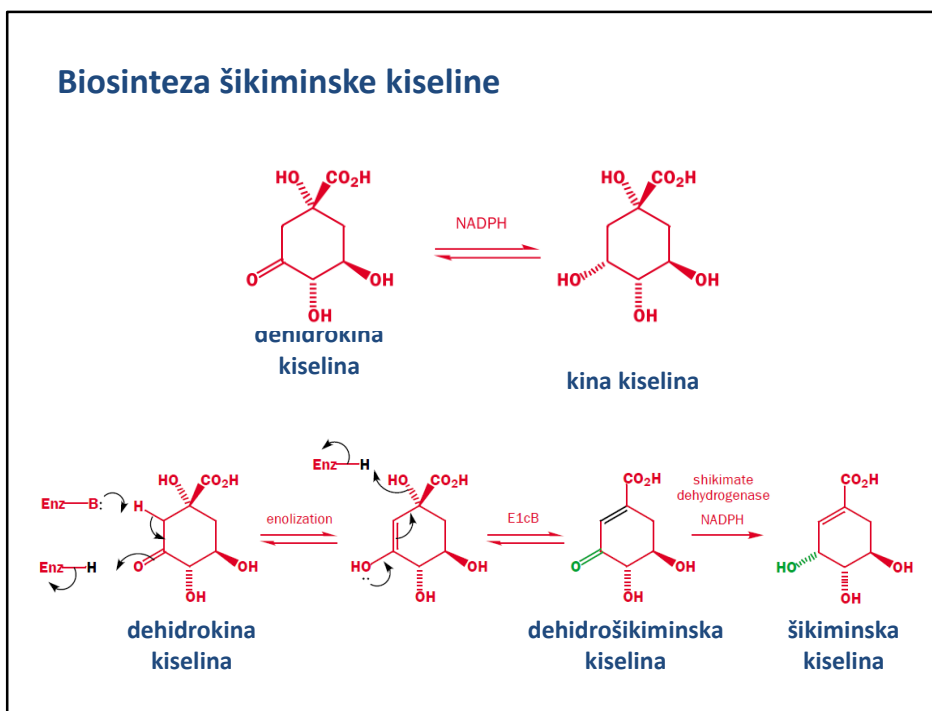 Biosinteza šikiminske kiseline
HO CO₂H
O OH
OH
dehidrokina
kiselina
NADPH
HO CO₂H
HO OH
OH
kina kiselina
Enz B:
H
HO CO₂H
Enz H
O OH
OH
dehidrokina
kiselina
enolization
Enz H
HO CO₂H
HO OH
OH
E1cB
CO₂H
O OH
OH
dehidrošikiminska
kiselina
shikimate
dehydrogenase
NADPH
CO₂H
HO OH
OH
šikiminska
kiselina